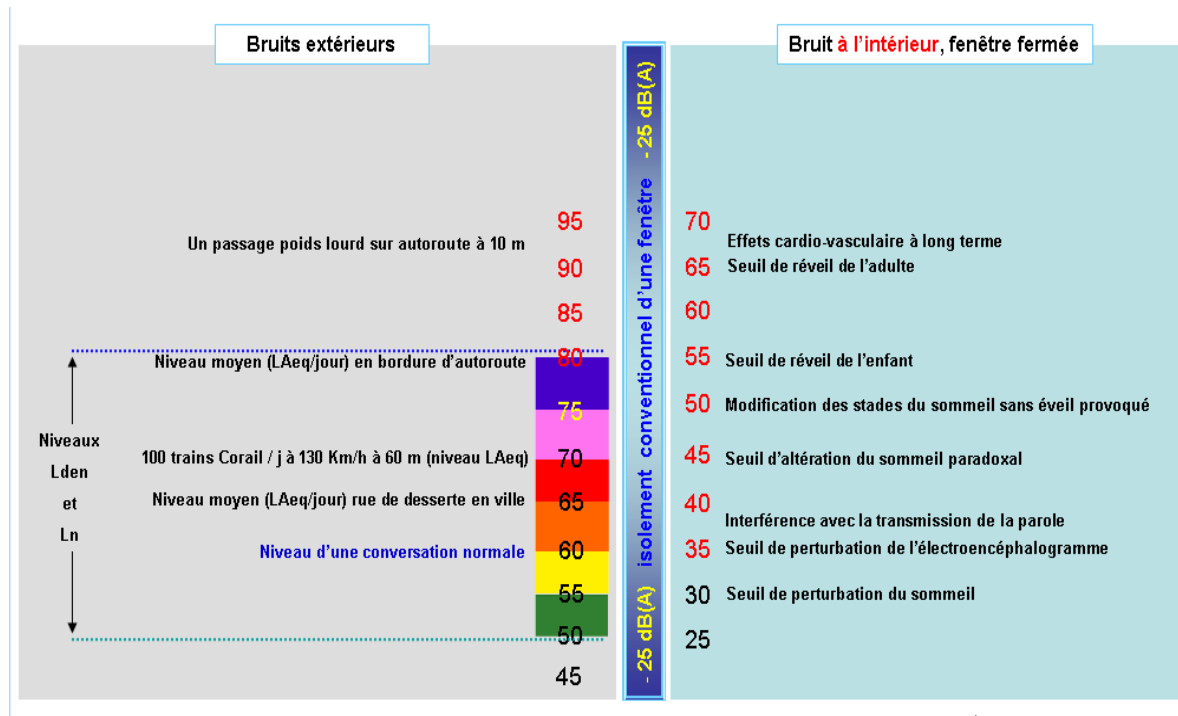 Bruits extérieurs
95
Un passage poids lourd sur autoroute à 10 m
90
85
80
Niveau moyen (LAeq/jour) en bordure d'autoroute
75
100 trains Corail / j à 130 Km/h à 60 m (niveau LAeq)
70
Niveau moyen (LAeq/jour) rue de desserte en ville
65
Niveau d'une conversation normale
60
55
50
45
Niveaux
Lden
et
Ln
- 25 dB(A) isolement conventionnel d'une fenêtre - 25 dB(A)
Bruit à l'intérieur, fenêtre fermée
70
Effets cardio-vasculaire à long terme
65 Seuil de réveil de l'adulte
60
55 Seuil de réveil de l'enfant
50 Modification des stades du sommeil sans éveil provoqué
45 Seuil d'altération du sommeil paradoxal
40
Interférence avec la transmission de la parole
35 Seuil de perturbation de l'électroencéphalogramme
30 Seuil de perturbation du sommeil
25